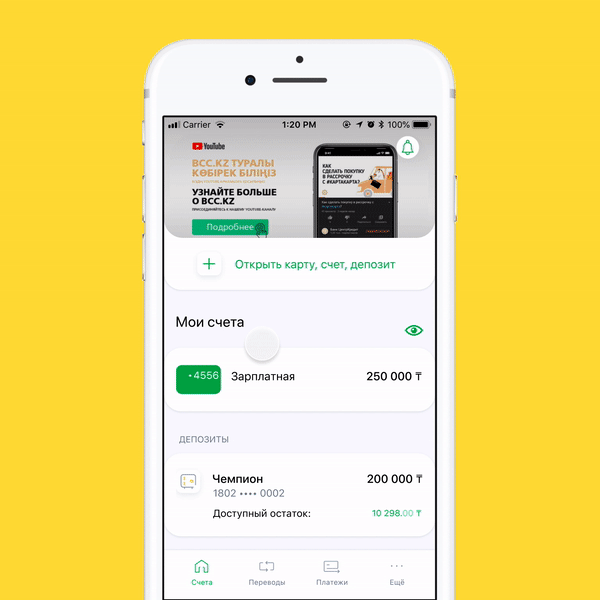 Carrier 1:20 PM 100%
YouTube
BCC.KZ ТУРАЛЫ
КӨБІРЕК БІЛІҢІЗ
УЗНАЙТЕ БОЛЬШЕ
О BCC.KZ
ПРИСОЕДИНЯЙТЕСЬ К НАШЕМУ YOUTUBE-КАНАЛУ
Подробнее
КАК
СДЕЛАТЬ ПОКУПКУ
В РАССРОЧКУ
С #КАРТАКАРТА?
Открыть карту, счет, депозит
Мои счета
•4556 Зарплатная 250 000 ₸
ДЕПОЗИТЫ
Чемпион 200 000 ₸
1802 •••• 0002
Доступный остаток: 10 298.00 ₸
Счета Переводы Платежи Ещё